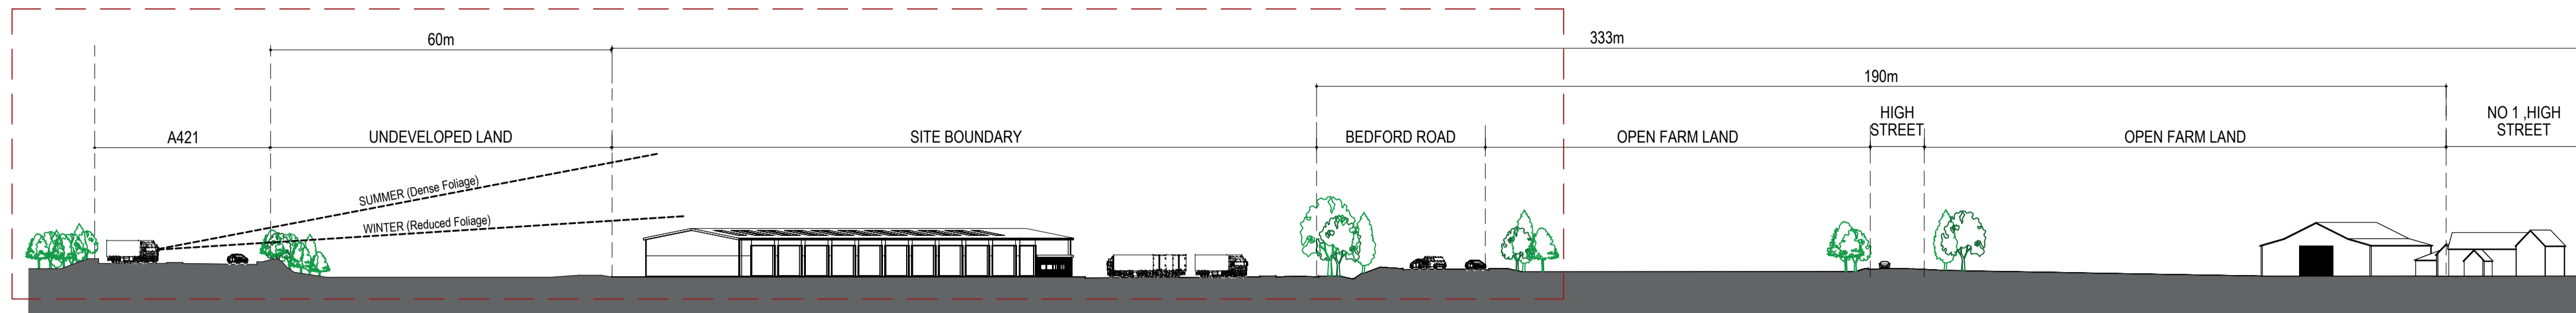 60m
333m
190m
A421
UNDEVELOPED LAND
SITE BOUNDARY
BEDFORD ROAD
OPEN FARM LAND
HIGH
STREET
OPEN FARM LAND
NO 1 ,HIGH
STREET
SUMMER (Dense Foliage)
WINTER (Reduced Foliage)